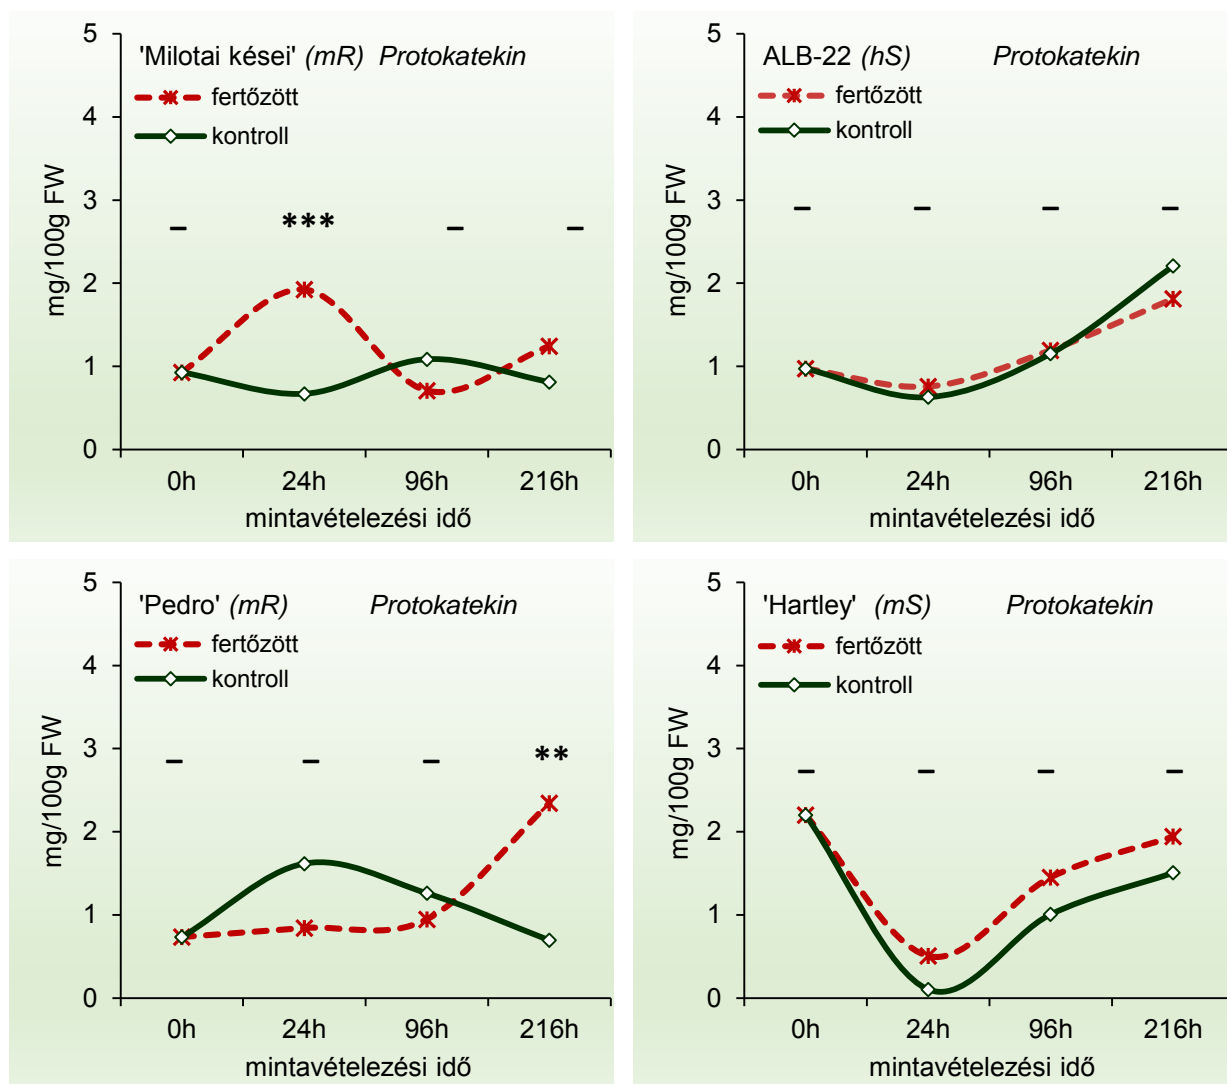 'Milotai kései' (mR) Protokatekin
fertőzött
kontroll
mg/100g FW
5
4
3
2
1
0
– *** – –
0h 24h 96h 216h
mintavételezési idő
ALB-22 (hS) Protokatekin
fertőzött
kontroll
mg/100g FW
5
4
3
2
1
0
– – – –
0h 24h 96h 216h
mintavételezési idő
'Pedro' (mR) Protokatekin
fertőzött
kontroll
mg/100g FW
5
4
3
2
1
0
– – – **
0h 24h 96h 216h
mintavételezési idő
'Hartley' (mS) Protokatekin
fertőzött
kontroll
mg/100g FW
5
4
3
2
1
0
– – – –
0h 24h 96h 216h
mintavételezési idő